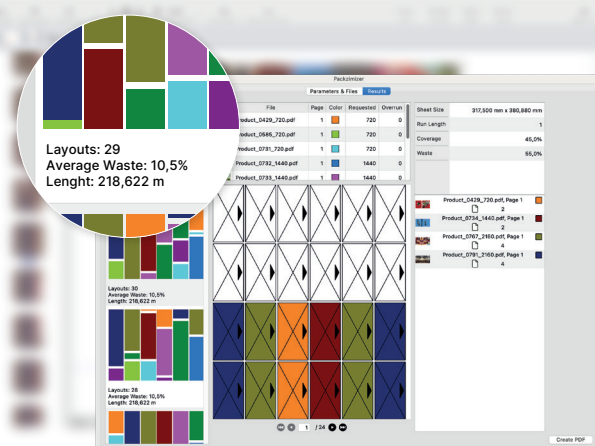 Packzimizer
Parameters & Files Results
File Page Color Requested Overrun
Product_0429_720.pdf 1 720 0
Product_0585_720.pdf 1 720 0
Product_0731_720.pdf 1 720 0
Product_0732_1440.pdf 1 1440 0
Product_0733_1440.pdf 1 1440 0
Sheet Size 317,500 mm x 380,880 mm
Run Length 1
Coverage 45,0%
Waste 55,0%
Product_0429_720.pdf, Page 1
2
Product_0734_1440.pdf, Page 1
2
Product_0767_2160.pdf, Page 1
4
Product_0791_2160.pdf, Page 1
4
Layouts: 29
Average Waste: 10,5%
Lenght: 218,622 m
Layouts: 30
Average Waste: 10,5%
Lenght: 218,622 m
Layouts: 28
Average Waste: 10,5%
Lenght: 218,622 m
1 / 24
Create PDF